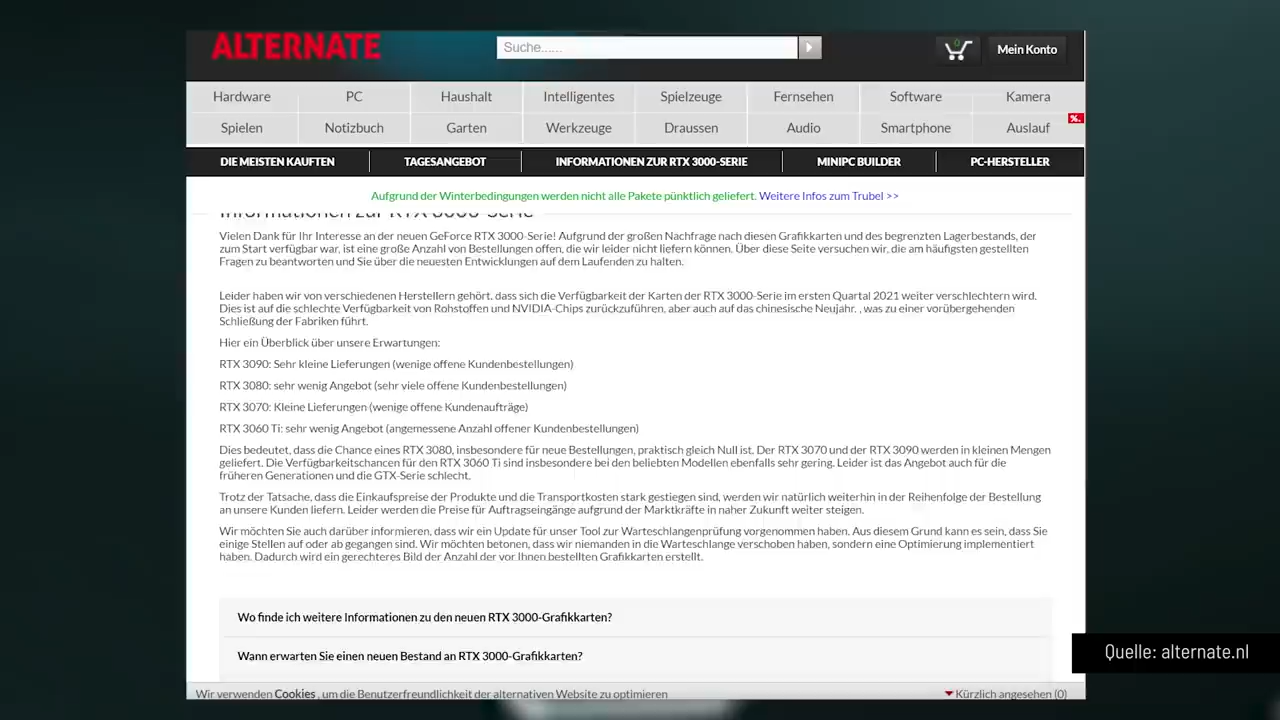 ALTERNATE
Suche......
0
Mein Konto
Hardware PC Haushalt Intelligentes Spielzeuge Fernsehen Software Kamera
%.
Spielen Notizbuch Garten Werkzeuge Draussen Audio Smartphone Auslauf
DIE MEISTEN KAUFTEN TAGESANGEBOT INFORMATIONEN ZUR RTX 3000-SERIE MINIPC BUILDER PC-HERSTELLER
Aufgrund der Winterbedingungen werden nicht alle Pakete pünktlich geliefert. Weitere Infos zum Trubel >>
Informationen zur RTX 3000-Serie
Vielen Dank für Ihr Interesse an der neuen GeForce RTX 3000-Serie! Aufgrund der großen Nachfrage nach diesen Grafikkarten und des begrenzten Lagerbestands, der
zum Start verfügbar war, ist eine große Anzahl von Bestellungen offen, die wir leider nicht liefern können. Über diese Seite versuchen wir, die am häufigsten gestellten
Fragen zu beantworten und Sie über die neuesten Entwicklungen auf dem Laufenden zu halten.
Leider haben wir von verschiedenen Herstellern gehört, dass sich die Verfügbarkeit der Karten der RTX 3000-Serie im ersten Quartal 2021 weiter verschlechtern wird.
Dies ist auf die schlechte Verfügbarkeit von Rohstoffen und NVIDIA-Chips zurückzuführen, aber auch auf das chinesische Neujahr, , was zu einer vorübergehenden
Schließung der Fabriken führt.
Hier ein Überblick über unsere Erwartungen:
RTX 3090: Sehr kleine Lieferungen (wenige offene Kundenbestellungen)
RTX 3080: sehr wenig Angebot (sehr viele offene Kundenbestellungen)
RTX 3070: Kleine Lieferungen (wenige offene Kundenaufträge)
RTX 3060 Ti: sehr wenig Angebot (angemessene Anzahl offener Kundenbestellungen)
Dies bedeutet, dass die Chance eines RTX 3080, insbesondere für neue Bestellungen, praktisch gleich Null ist. Der RTX 3070 und der RTX 3090 werden in kleinen Mengen
geliefert. Die Verfügbarkeitschancen für den RTX 3060 Ti sind insbesondere bei den beliebten Modellen ebenfalls sehr gering. Leider ist das Angebot auch für die
früheren Generationen und die GTX-Serie schlecht.
Trotz der Tatsache, dass die Einkaufspreise der Produkte und die Transportkosten stark gestiegen sind, werden wir natürlich weiterhin in der Reihenfolge der Bestellung
an unsere Kunden liefern. Leider werden die Preise für Auftragseingänge aufgrund der Marktkräfte in naher Zukunft weiter steigen.
Wir möchten Sie auch darüber informieren, dass wir ein Update für unser Tool zur Warteschlangenprüfung vorgenommen haben. Aus diesem Grund kann es sein, dass Sie
einige Stellen auf oder ab gegangen sind. Wir möchten betonen, dass wir niemanden in die Warteschlange verschoben haben, sondern eine Optimierung implementiert
haben. Dadurch wird ein gerechteres Bild der Anzahl der vor Ihnen bestellten Grafikkarten erstellt.
Wo finde ich weitere Informationen zu den neuen RTX 3000-Grafikkarten?
Wann erwarten Sie einen neuen Bestand an RTX 3000-Grafikkarten?
Quelle: alternate.nl
Wir verwenden Cookies , um die Benutzerfreundlichkeit der alternativen Website zu optimieren
Kürzlich angesehen (0)